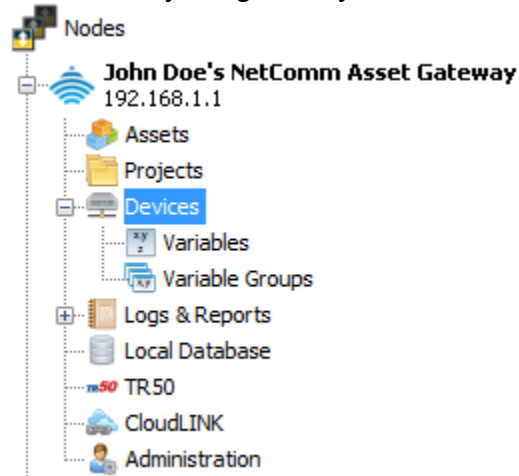 Nodes
John Doe's NetComm Asset Gateway
192.168.1.1
Assets
Projects
Devices
Variables
Variable Groups
Logs & Reports
Local Database
TR50 TR50
CloudLINK
Administration